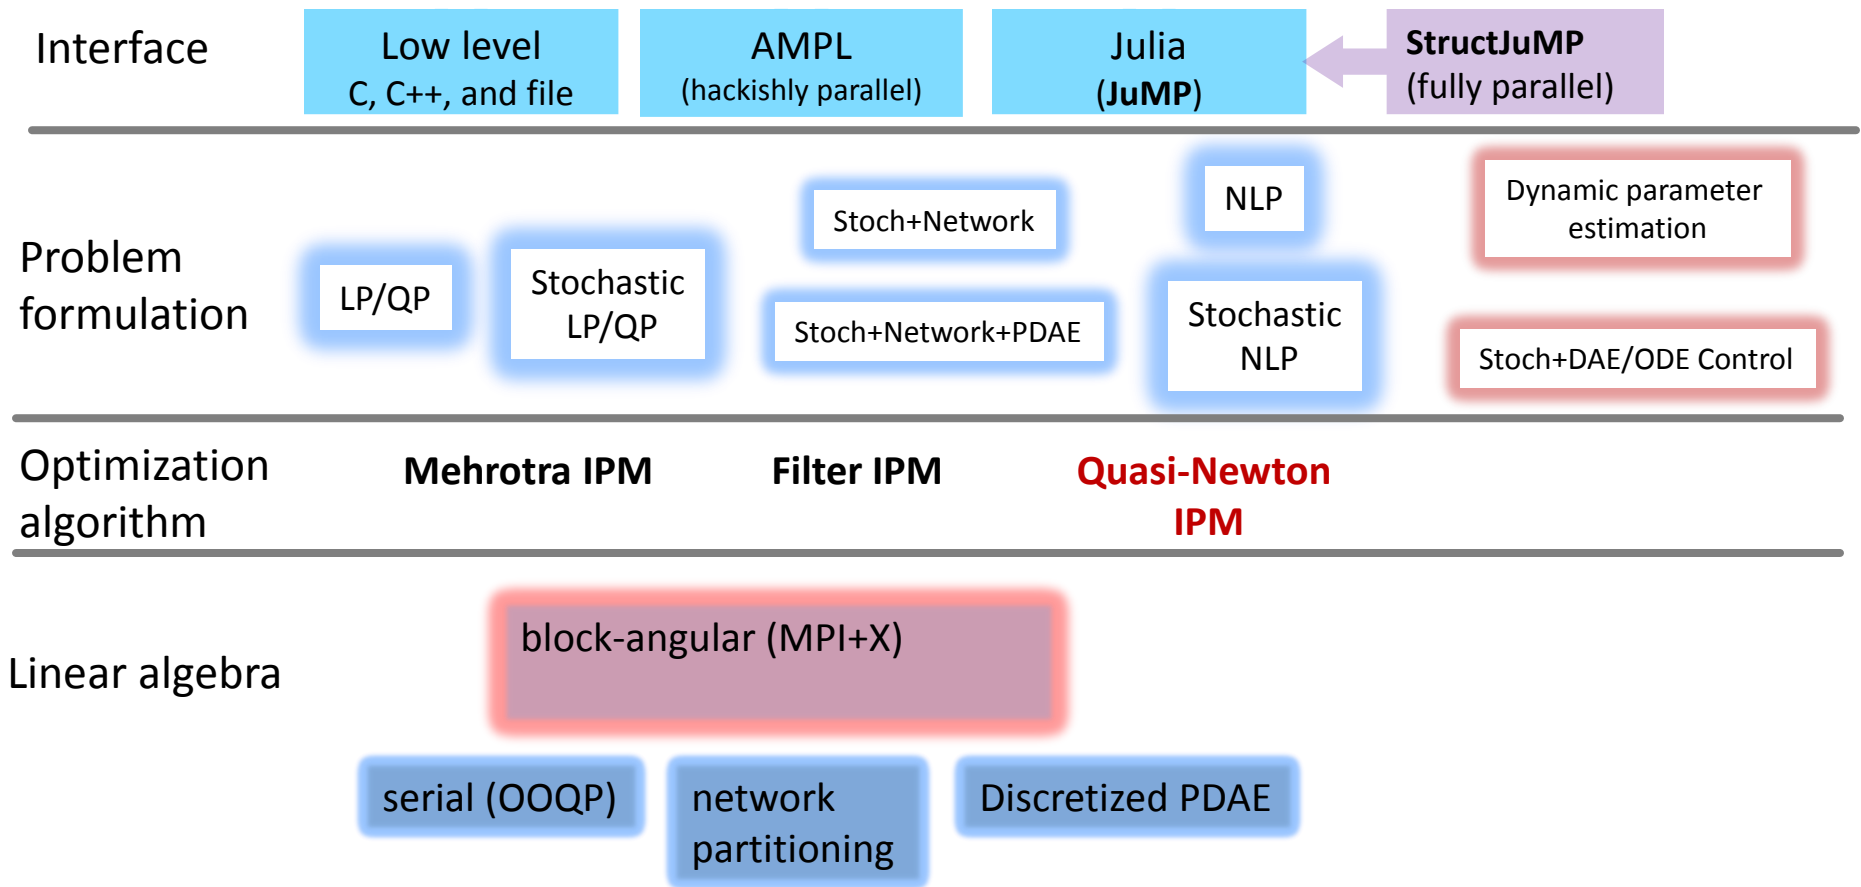 Interface
Low level
C, C++, and file
AMPL
(hackishly parallel)
Julia
(JuMP)
StructJuMP
(fully parallel)
Problem
formulation
LP/QP
Stochastic
LP/QP
Stoch+Network
Stoch+Network+PDAE
NLP
Stochastic
NLP
Dynamic parameter
estimation
Stoch+DAE/ODE Control
Optimization
algorithm
Mehrotra IPM
Filter IPM
Quasi-Newton
IPM
Linear algebra
block-angular (MPI+X)
serial (OOQP)
network
partitioning
Discretized PDAE